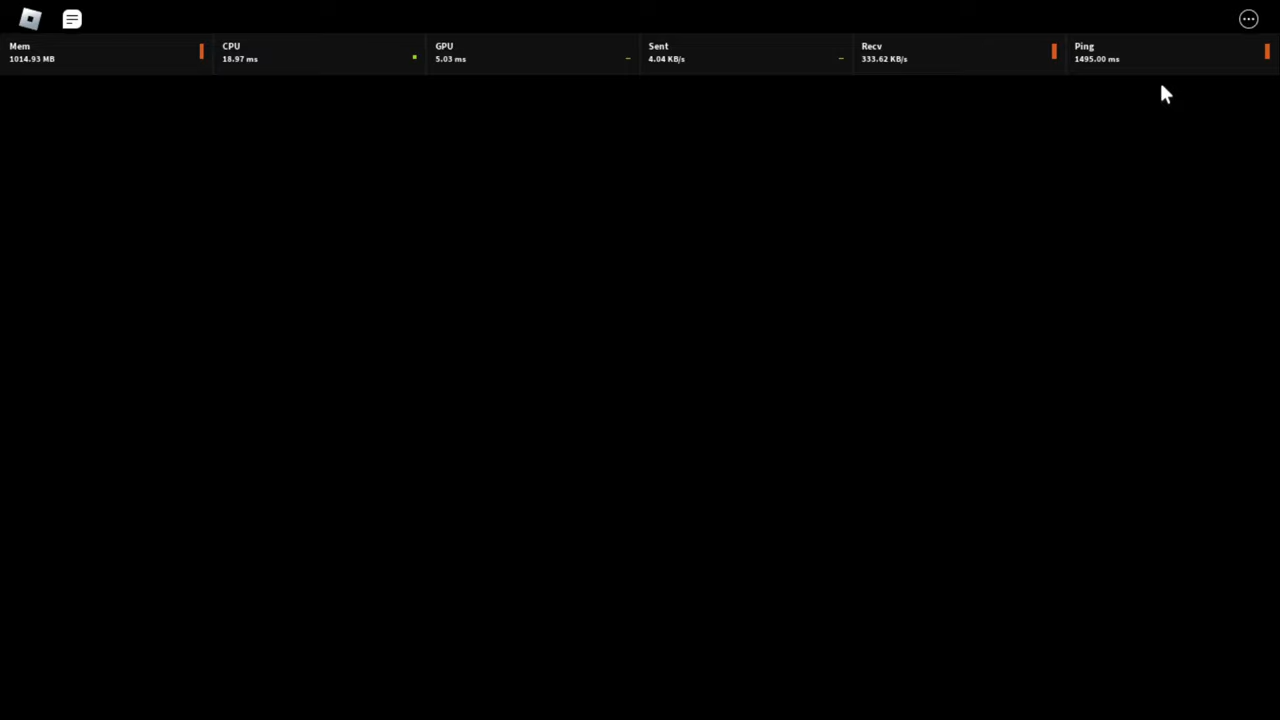 Mem
1014.93 MB
CPU
18.97 ms
GPU
5.03 ms
Sent
4.04 KB/s
Recv
333.62 KB/s
Ping
1495.00 ms